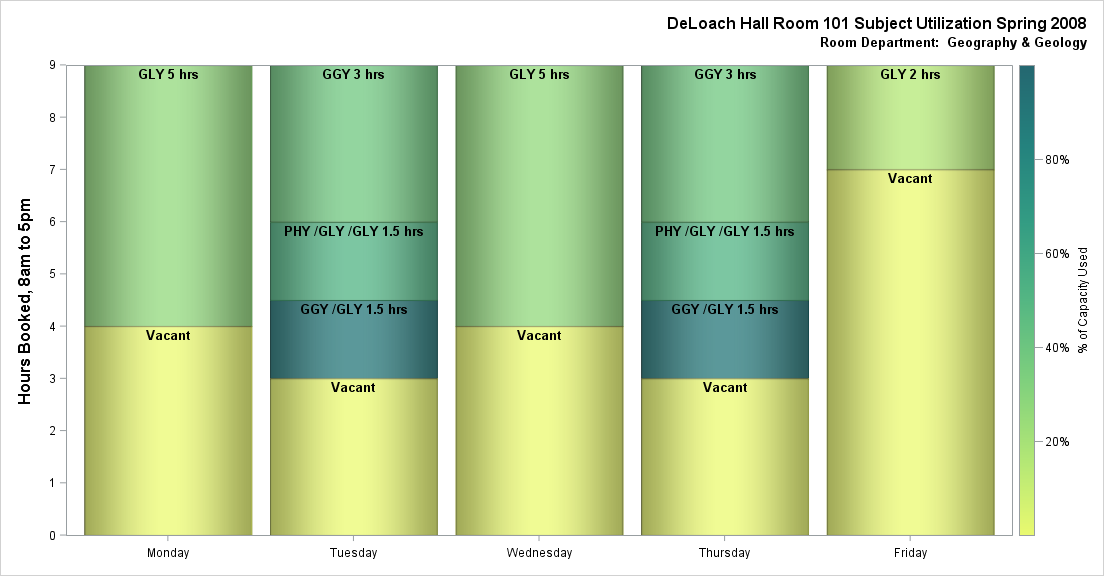 DeLoach Hall Room 101 Subject Utilization Spring 2008
Room Department:  Geography & Geology
Hours Booked, 8am to 5pm
9
8
7
6
5
4
3
2
1
0
GLY 5 hrs
Vacant
GGY 3 hrs
PHY /GLY /GLY 1.5 hrs
GGY /GLY 1.5 hrs
Vacant
GLY 5 hrs
Vacant
GGY 3 hrs
PHY /GLY /GLY 1.5 hrs
GGY /GLY 1.5 hrs
Vacant
GLY 2 hrs
Vacant
Monday
Tuesday
Wednesday
Thursday
Friday
80%
60%
40%
20%
% of Capacity Used